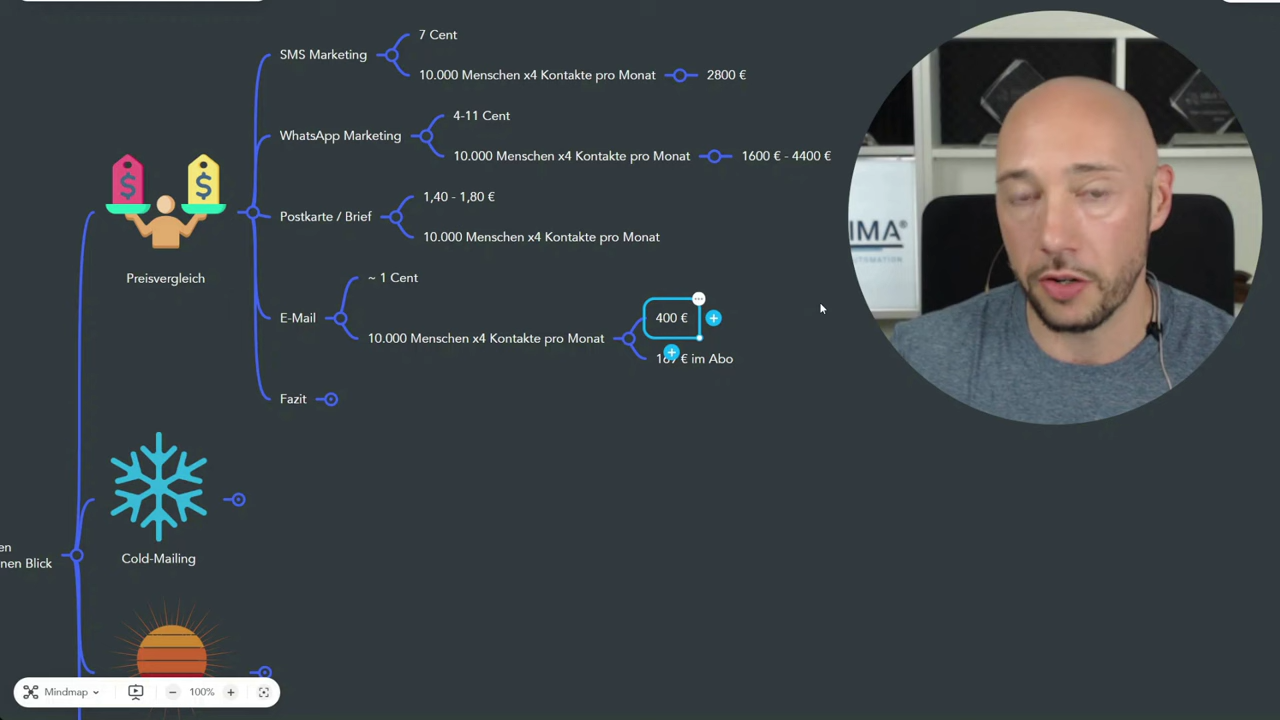 SMS Marketing
7 Cent
10.000 Menschen x4 Kontakte pro Monat
2800 €
WhatsApp Marketing
4-11 Cent
10.000 Menschen x4 Kontakte pro Monat
1600 € - 4400 €
Postkarte / Brief
1,40 - 1,80 €
10.000 Menschen x4 Kontakte pro Monat
Preisvergleich
E-Mail
~ 1 Cent
10.000 Menschen x4 Kontakte pro Monat
400 €
€ im Abo
Fazit
Cold-Mailing
en
nen Blick
IMA®
AUTOMATION
Mindmap
100%